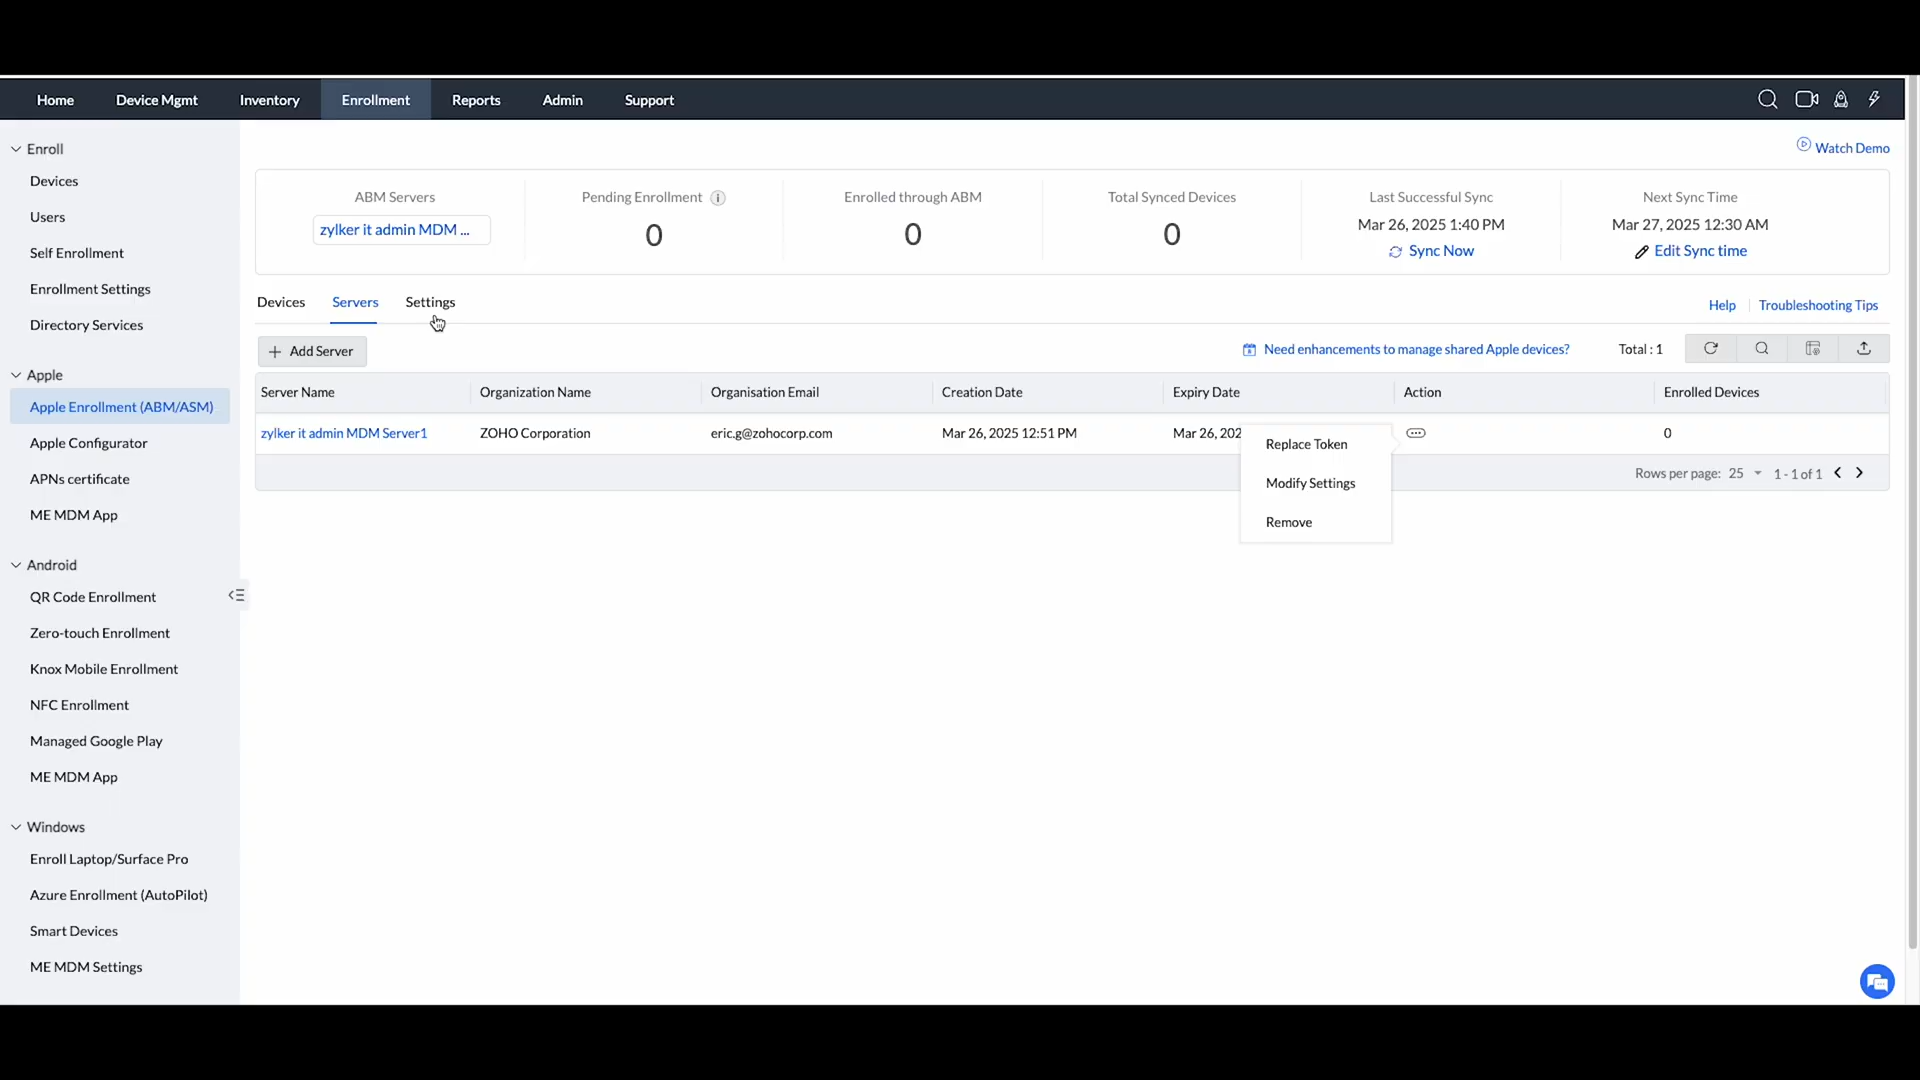 Home Device Mgmt Inventory Enrollment Reports Admin Support
Watch Demo
Enroll
Devices
Users
Self Enrollment
Enrollment Settings
Directory Services
Apple
Apple Enrollment (ABM/ASM)
Apple Configurator
APNs certificate
ME MDM App
Android
QR Code Enrollment
Zero-touch Enrollment
Knox Mobile Enrollment
NFC Enrollment
Managed Google Play
ME MDM App
Windows
Enroll Laptop/Surface Pro
Azure Enrollment (AutoPilot)
Smart Devices
ME MDM Settings
ABM Servers Pending Enrollment Enrolled through ABM Total Synced Devices Last Successful Sync Next Sync Time
zylker it admin MDM ... 0 0 0 Mar 26, 2025 1:40 PM Mar 27, 2025 12:30 AM
Sync Now Edit Sync time
Devices Servers Settings Help Troubleshooting Tips
Add Server Need enhancements to manage shared Apple devices? Total : 1
Server Name Organization Name Organisation Email Creation Date Expiry Date Action Enrolled Devices
zylker it admin MDM Server1 ZOHO Corporation eric.g@zohocorp.com Mar 26, 2025 12:51 PM Mar 26, 202 0
Replace Token
Modify Settings
Remove
Rows per page: 25 1 - 1 of 1